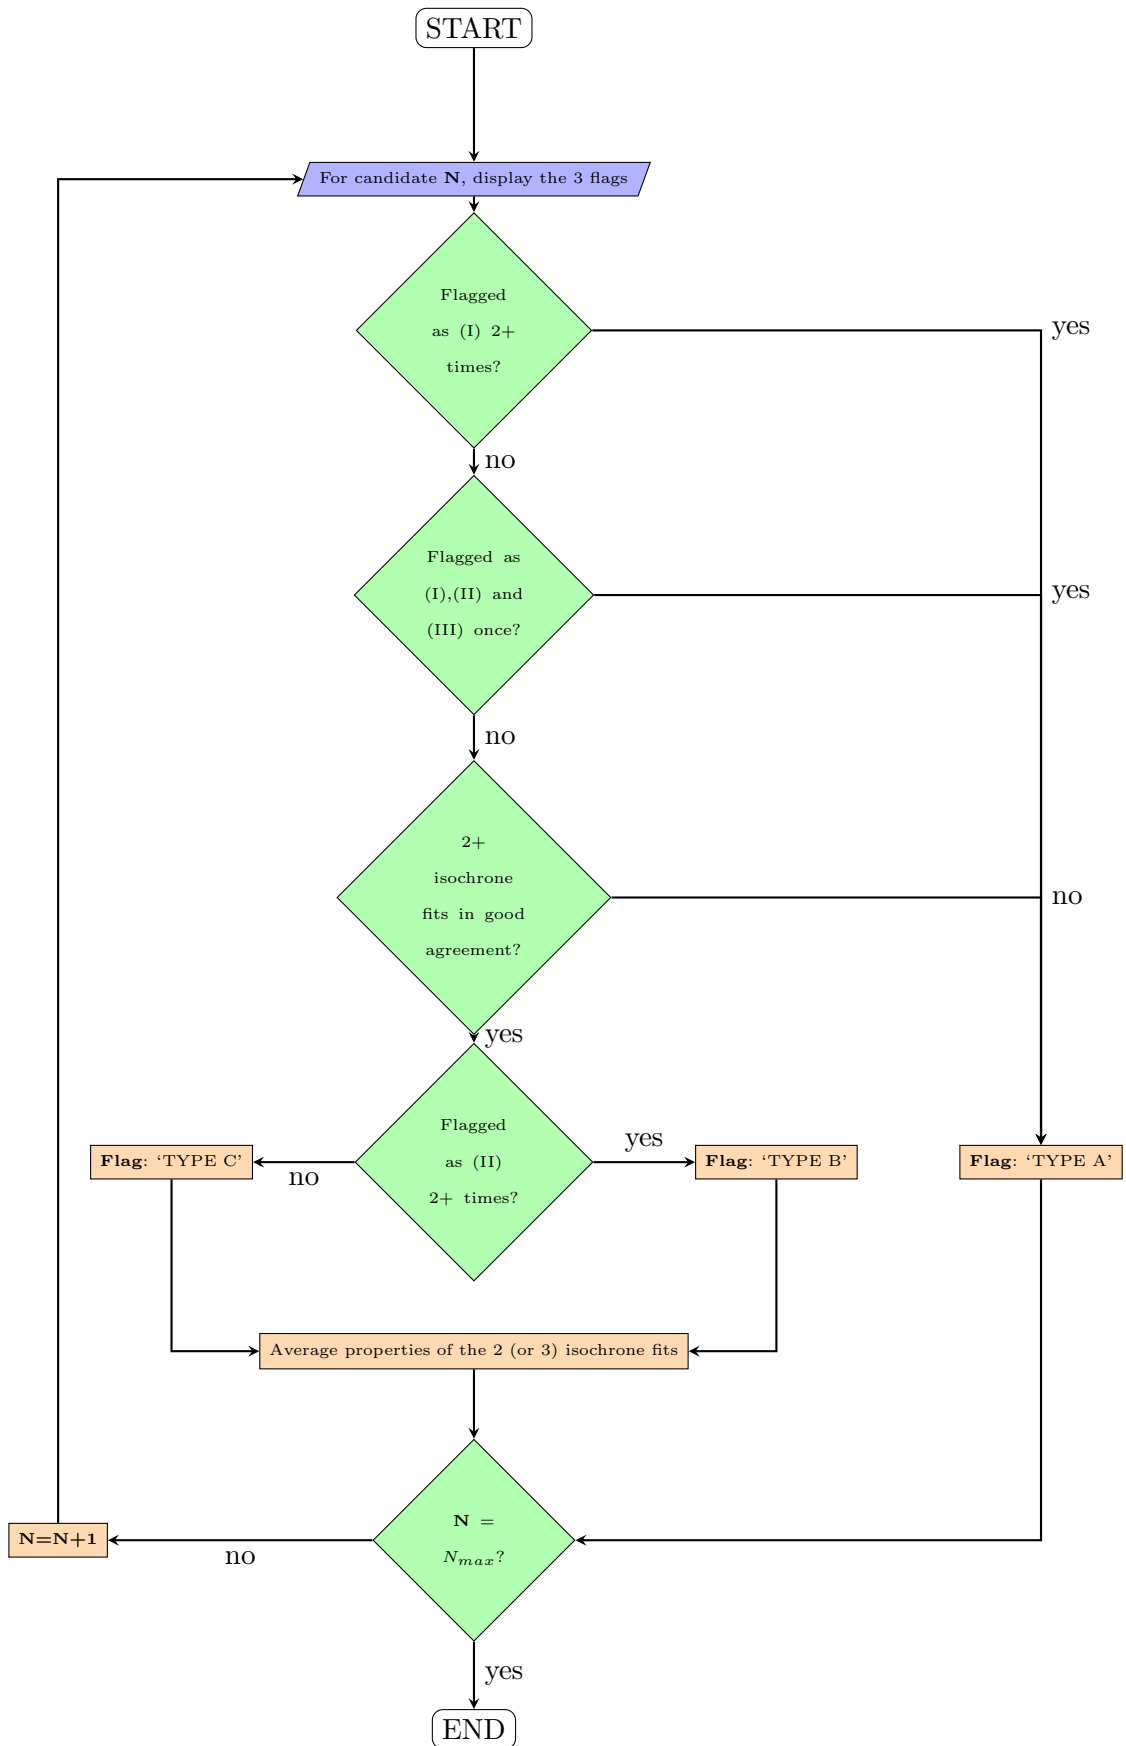 START
For candidate N, display the 3 flags
Flagged
as (I) 2+
times?
yes
no
Flagged as
(I),(II) and
(III) once?
yes
no
2+
isochrone
fits in good
agreement?
no
yes
Flagged
as (II)
2+ times?
no
yes
Flag: ‘TYPE C’
Flag: ‘TYPE B’
Flag: ‘TYPE A’
Average properties of the 2 (or 3) isochrone fits
N =
Nmax?
no
N=N+1
yes
END